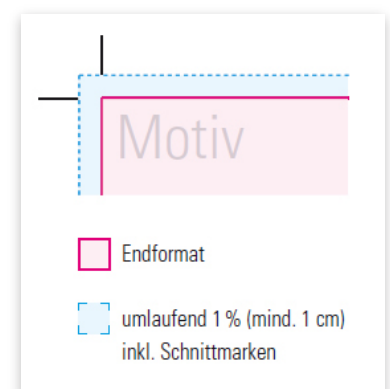 Motiv
Endformat
umlaufend 1 % (mind. 1 cm)
inkl. Schnittmarken